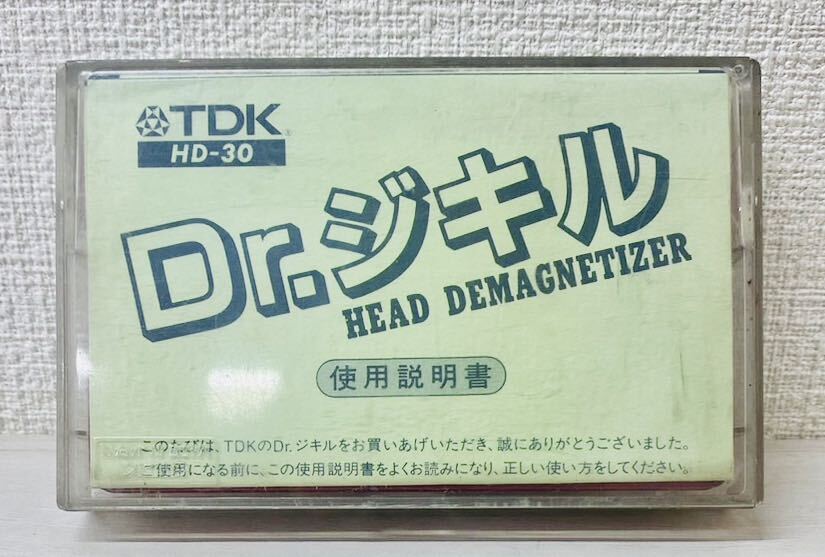 TDK
HD-30
Dr.ジキル
HEAD DEMAGNETIZER
使用説明書
このたびは、TDKのDr.ジキルをお買いあげいただき、誠にありがとうございました。
ご使用になる前に、この使用説明書をよくお読みになり、正しい使い方をしてください。